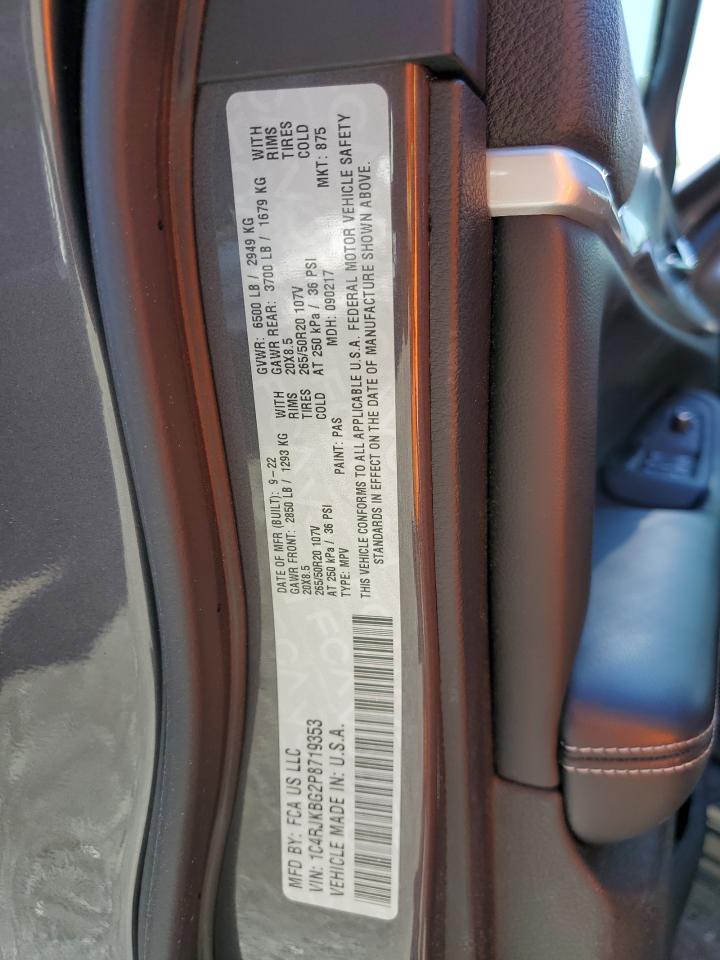 MFD BY: FCA US LLC
VIN: 1C4RJKBG2P8719353
VEHICLE MADE IN: U.S.A.
DATE OF MFR (BUILT): 9-22
GAWR FRONT: 2850 LB / 1293 KG WITH
20X8.5 RIMS
265/50R20 107V TIRES
AT 250 kPa / 36 PSI COLD
TYPE: MPV PAINT: PAS
GVWR: 6500 LB / 2949 KG
GAWR REAR: 3700 LB / 1679 KG WITH
20X8.5 RIMS
265/50R20 107V TIRES
AT 250 kPa / 36 PSI COLD
MDH: 090217 MKT: 875
THIS VEHICLE CONFORMS TO ALL APPLICABLE U.S.A. FEDERAL MOTOR VEHICLE SAFETY
STANDARDS IN EFFECT ON THE DATE OF MANUFACTURE SHOWN ABOVE.